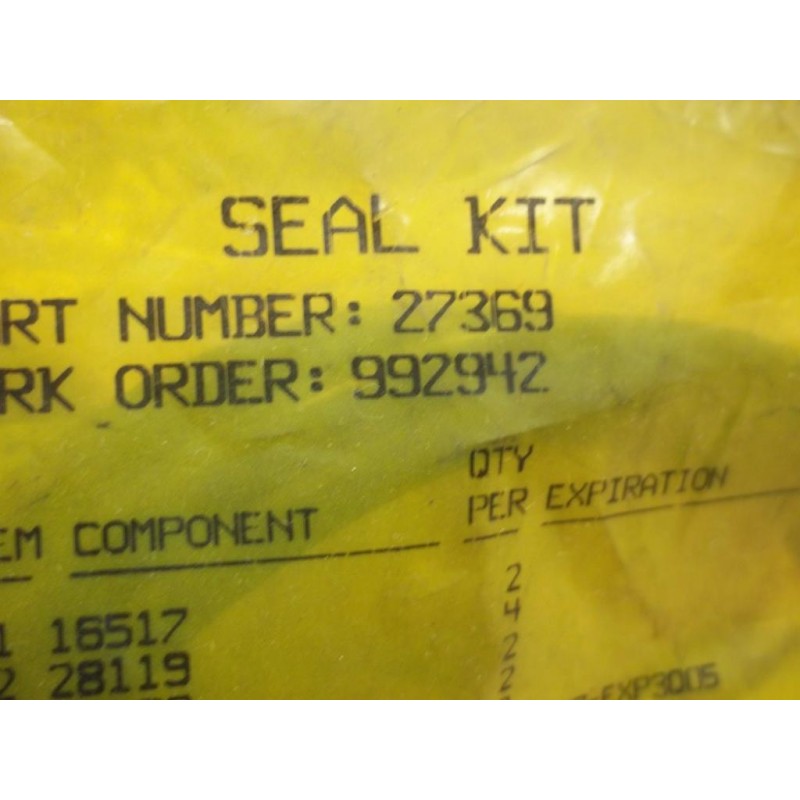 SEAL KIT
ART NUMBER: 27369
RK ORDER: 992942
QTY
EM COMPONENT PER EXPIRATION
2
1 16517 4
2 28119 2
2
-EXP3Q05